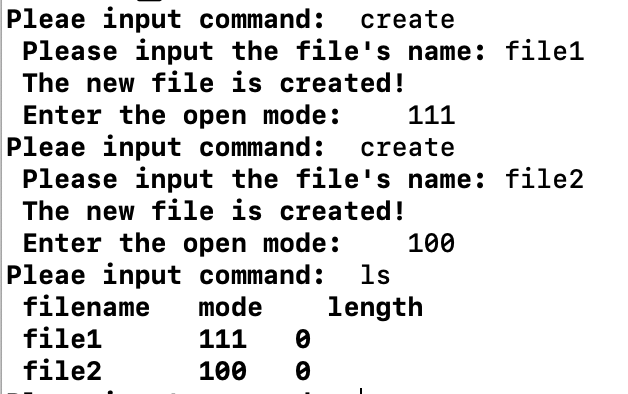 Pleae input command: create
Please input the file's name: file1
The new file is created!
Enter the open mode: 111
Pleae input command: create
Please input the file's name: file2
The new file is created!
Enter the open mode: 100
Pleae input command: ls
filename mode length
file1 111 0
file2 100 0